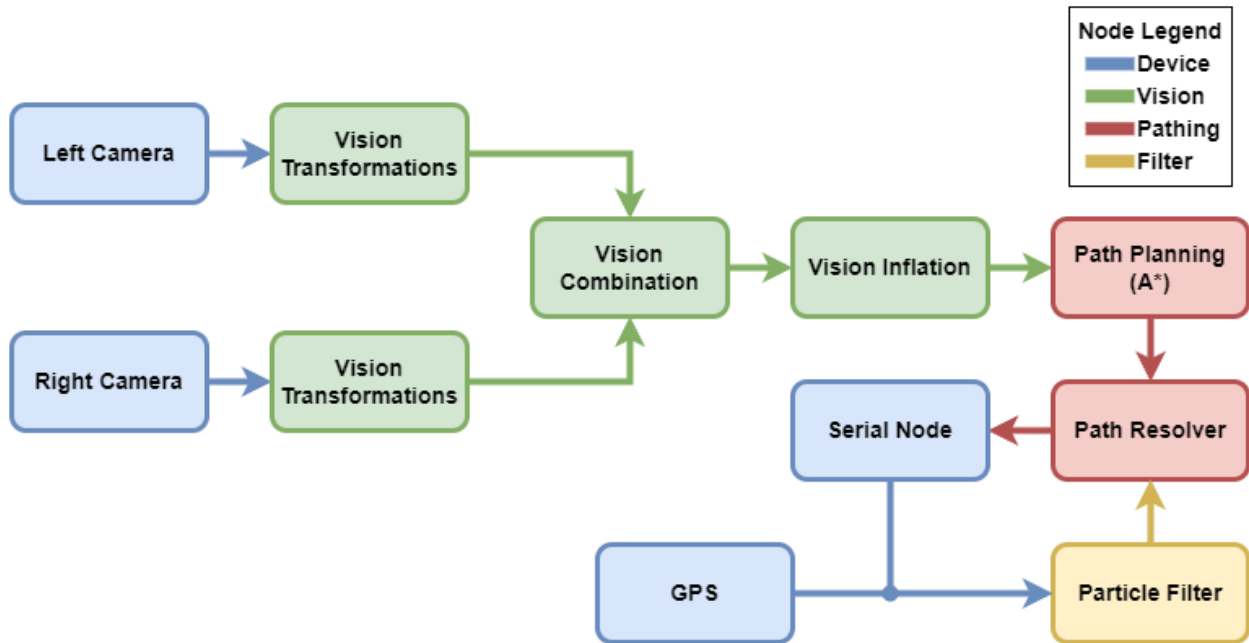 Node Legend
Device
Vision
Pathing
Filter
Left Camera
Vision
Transformations
Vision
Combination
Vision Inflation
Path Planning
(A*)
Right Camera
Vision
Transformations
Serial Node
Path Resolver
GPS
Particle Filter